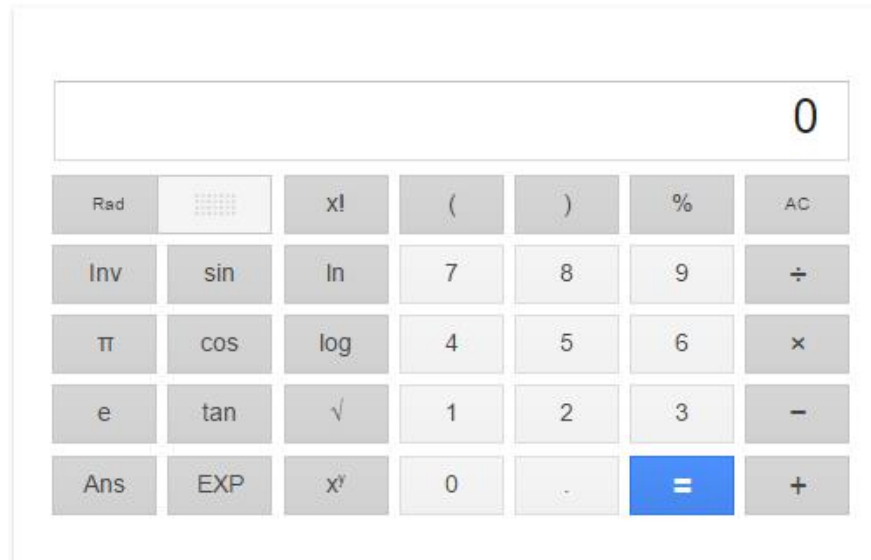 0
Rad x! ( ) % AC
Inv sin ln 7 8 9 ÷
π cos log 4 5 6 ×
e tan √ 1 2 3 −
Ans EXP xʸ 0 . = +